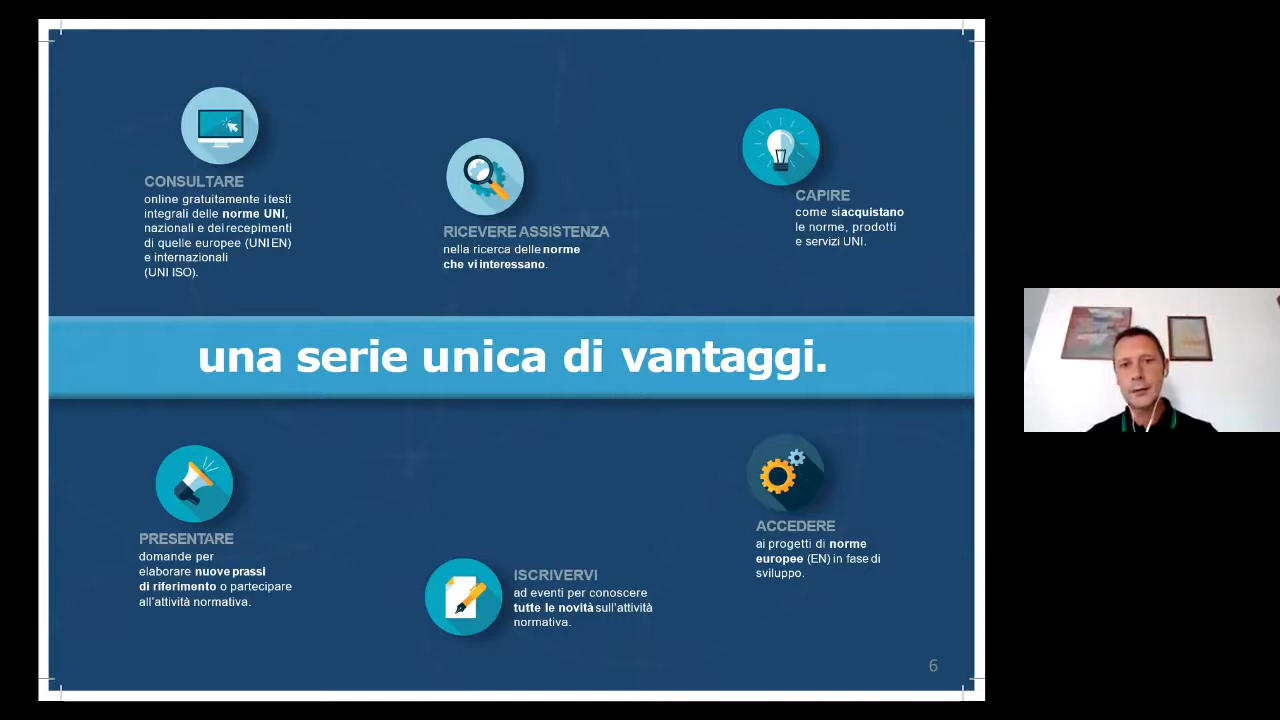 CONSULTARE
online gratuitamente i testi
integrali delle norme UNI,
nazionali e dei recepimenti
di quelle europee (UNI EN)
e internazionali
(UNI ISO).
RICEVERE ASSISTENZA
nella ricerca delle norme
che vi interessano.
CAPIRE
come si acquistano
le norme, prodotti
e servizi UNI.
una serie unica di vantaggi.
PRESENTARE
domande per
elaborare nuove prassi
di riferimento o partecipare
all'attività normativa.
ISCRIVERVI
ad eventi per conoscere
tutte le novità sull'attività
normativa.
ACCEDERE
ai progetti di norme
europee (EN) in fase di
sviluppo.
6